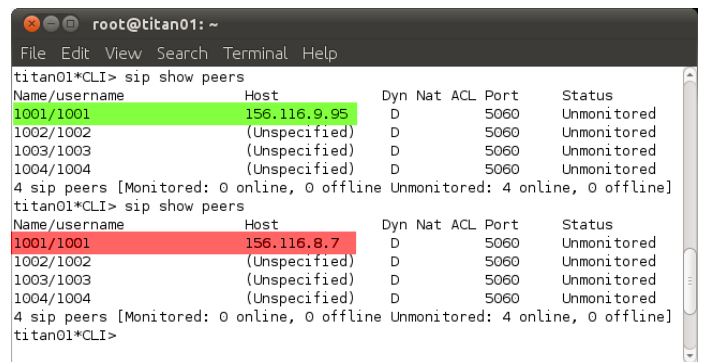 root@titan01: ~
File Edit View Search Terminal Help
titan01*CLI> sip show peers
Name/username Host Dyn Nat ACL Port Status
1001/1001 156.116.9.95 D 5060 Unmonitored
1002/1002 (Unspecified) D 5060 Unmonitored
1003/1003 (Unspecified) D 5060 Unmonitored
1004/1004 (Unspecified) D 5060 Unmonitored
4 sip peers [Monitored: 0 online, 0 offline Unmonitored: 4 online, 0 offline]
titan01*CLI> sip show peers
Name/username Host Dyn Nat ACL Port Status
1001/1001 156.116.8.7 D 5060 Unmonitored
1002/1002 (Unspecified) D 5060 Unmonitored
1003/1003 (Unspecified) D 5060 Unmonitored
1004/1004 (Unspecified) D 5060 Unmonitored
4 sip peers [Monitored: 0 online, 0 offline Unmonitored: 4 online, 0 offline]
titan01*CLI>